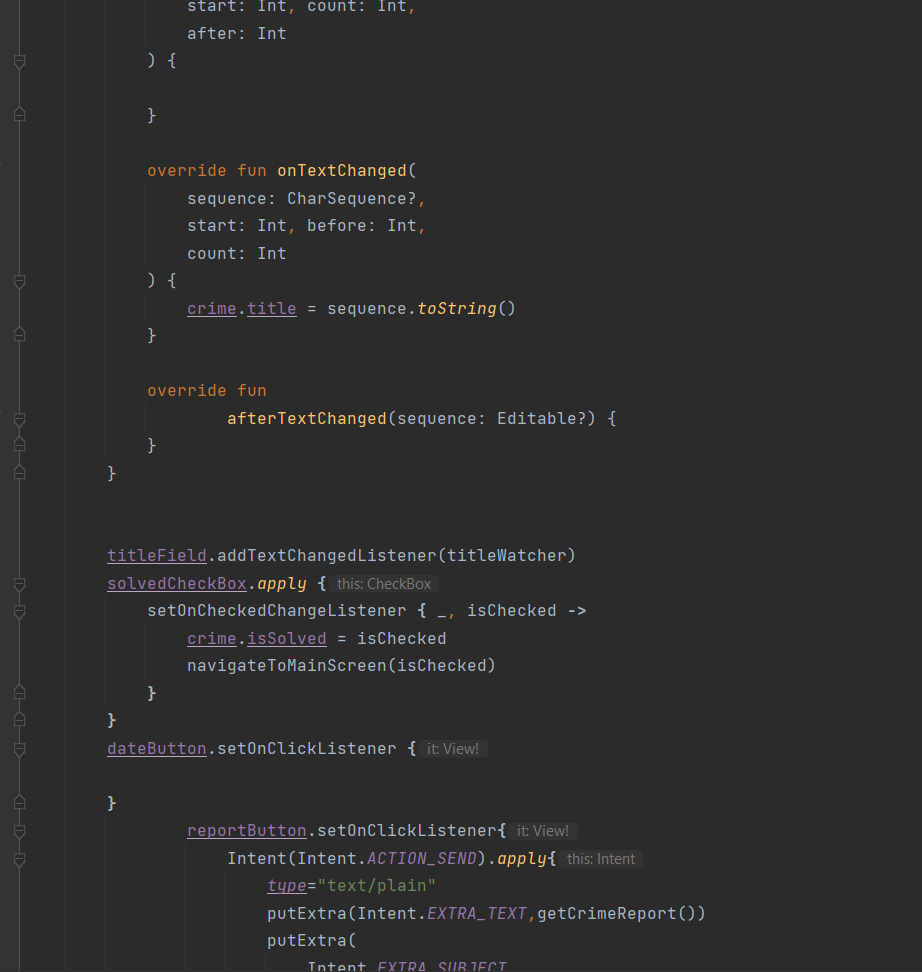 start: Int, count: Int,
after: Int
) {
}
override fun onTextChanged(
sequence: CharSequence?,
start: Int, before: Int,
count: Int
) {
crime.title = sequence.toString()
}
override fun
afterTextChanged(sequence: Editable?) {
}
}
titleField.addTextChangedListener(titleWatcher)
solvedCheckBox.apply { this: CheckBox
setOnCheckedChangeListener { _, isChecked ->
crime.isSolved = isChecked
navigateToMainScreen(isChecked)
}
}
dateButton.setOnClickListener { it: View!
}
reportButton.setOnClickListener{ it: View!
Intent(Intent.ACTION_SEND).apply{ this: Intent
type="text/plain"
putExtra(Intent.EXTRA_TEXT,getCrimeReport())
putExtra(
Intent.EXTRA_SUBJECT